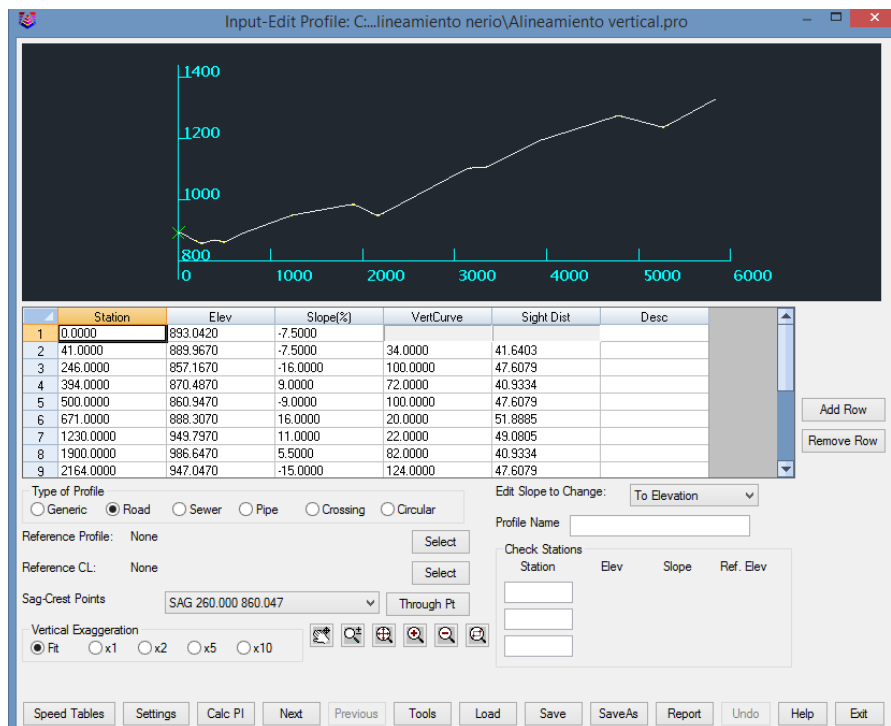 Input-Edit Profile: C:...lineamiento nerio\Alineamiento vertical.pro
1400
1200
1000
800
0 1000 2000 3000 4000 5000 6000
Station Elev Slope(%) VertCurve Sight Dist Desc
1 0.0000 893.0420 -7.5000
2 41.0000 889.9670 -7.5000 34.0000 41.6403
3 246.0000 857.1670 -16.0000 100.0000 47.6079
4 394.0000 870.4870 9.0000 72.0000 40.9334
5 500.0000 860.9470 -9.0000 100.0000 47.6079
6 671.0000 888.3070 16.0000 20.0000 51.8885
7 1230.0000 949.7970 11.0000 22.0000 49.0805
8 1900.0000 986.6470 5.5000 82.0000 40.9334
9 2164.0000 947.0470 -15.0000 124.0000 47.6079
Add Row
Remove Row
Type of Profile
Generic Road Sewer Pipe Crossing Circular
Edit Slope to Change: To Elevation
Profile Name
Reference Profile: None Select
Reference CL: None Select
Sag-Crest Points SAG 260.000 860.047 Through Pt
Vertical Exaggeration
Fit x1 x2 x5 x10
Check Stations
Station Elev Slope Ref. Elev
Speed Tables Settings Calc PI Next Previous Tools Load Save SaveAs Report Undo Help Exit